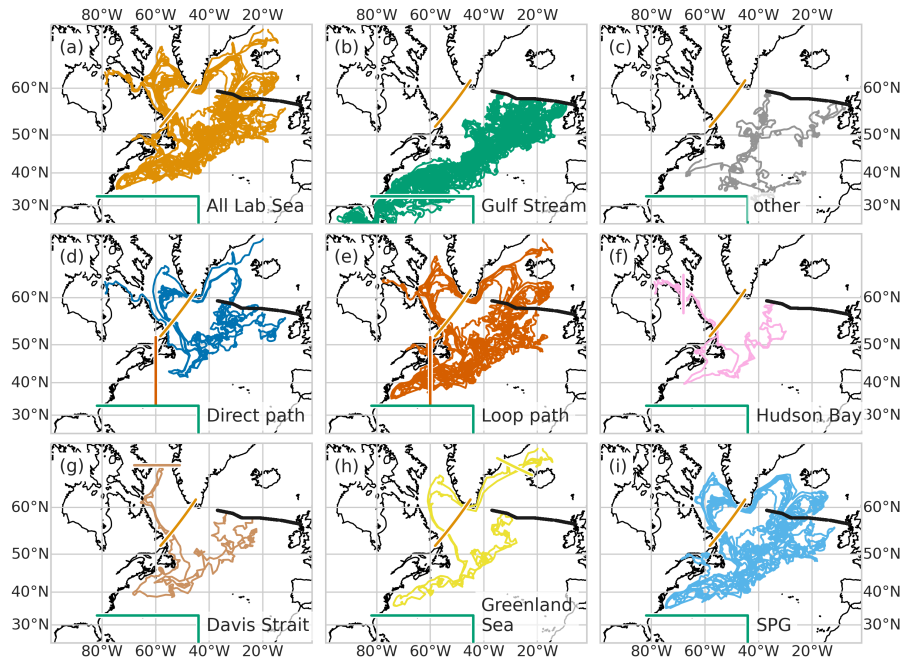 80°W 60°W 40°W 20°W 80°W 60°W 40°W 20°W 80°W 60°W 40°W 20°W
(a) (b) (c)
60°N 60°N
50°N 50°N
40°N 40°N
30°N All Lab Sea Gulf Stream other 30°N
(d) (e) (f)
60°N 60°N
50°N 50°N
40°N 40°N
30°N Direct path Loop path Hudson Bay 30°N
(g) (h) (i)
60°N 60°N
50°N 50°N
40°N 40°N
Greenland
30°N Davis Strait Sea SPG 30°N
80°W 60°W 40°W 20°W 80°W 60°W 40°W 20°W 80°W 60°W 40°W 20°W